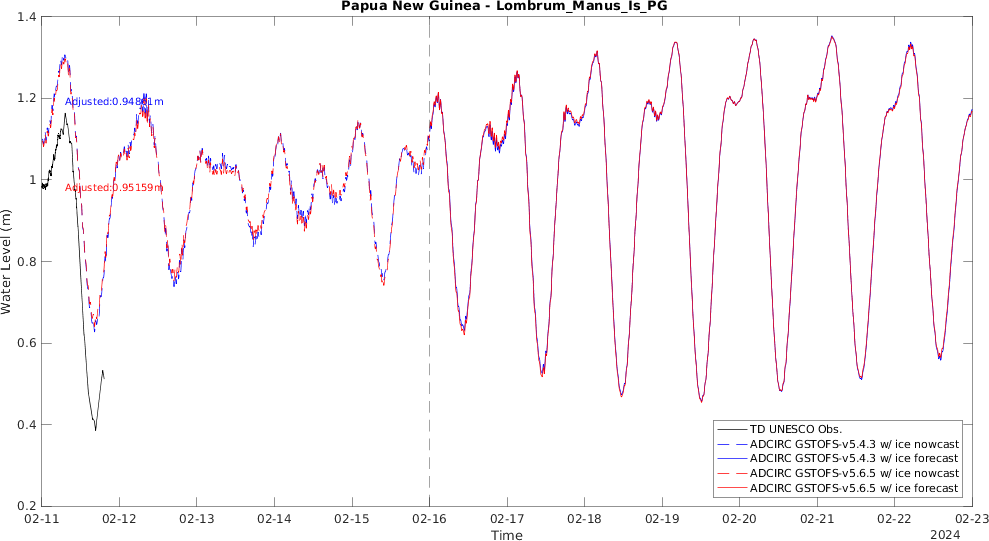 Papua New Guinea - Lombrum_Manus_Is_PG
1.4
1.2
1
0.8
0.6
0.4
0.2
Water Level (m)
Adjusted:0.95159m
TD UNESCO Obs.
ADCIRC GSTOFS-v5.4.3 w/ ice nowcast
ADCIRC GSTOFS-v5.4.3 w/ ice forecast
ADCIRC GSTOFS-v5.6.5 w/ ice nowcast
ADCIRC GSTOFS-v5.6.5 w/ ice forecast
02-11 02-12 02-13 02-14 02-15 02-16 02-17 02-18 02-19 02-20 02-21 02-22 02-23
Time
2024